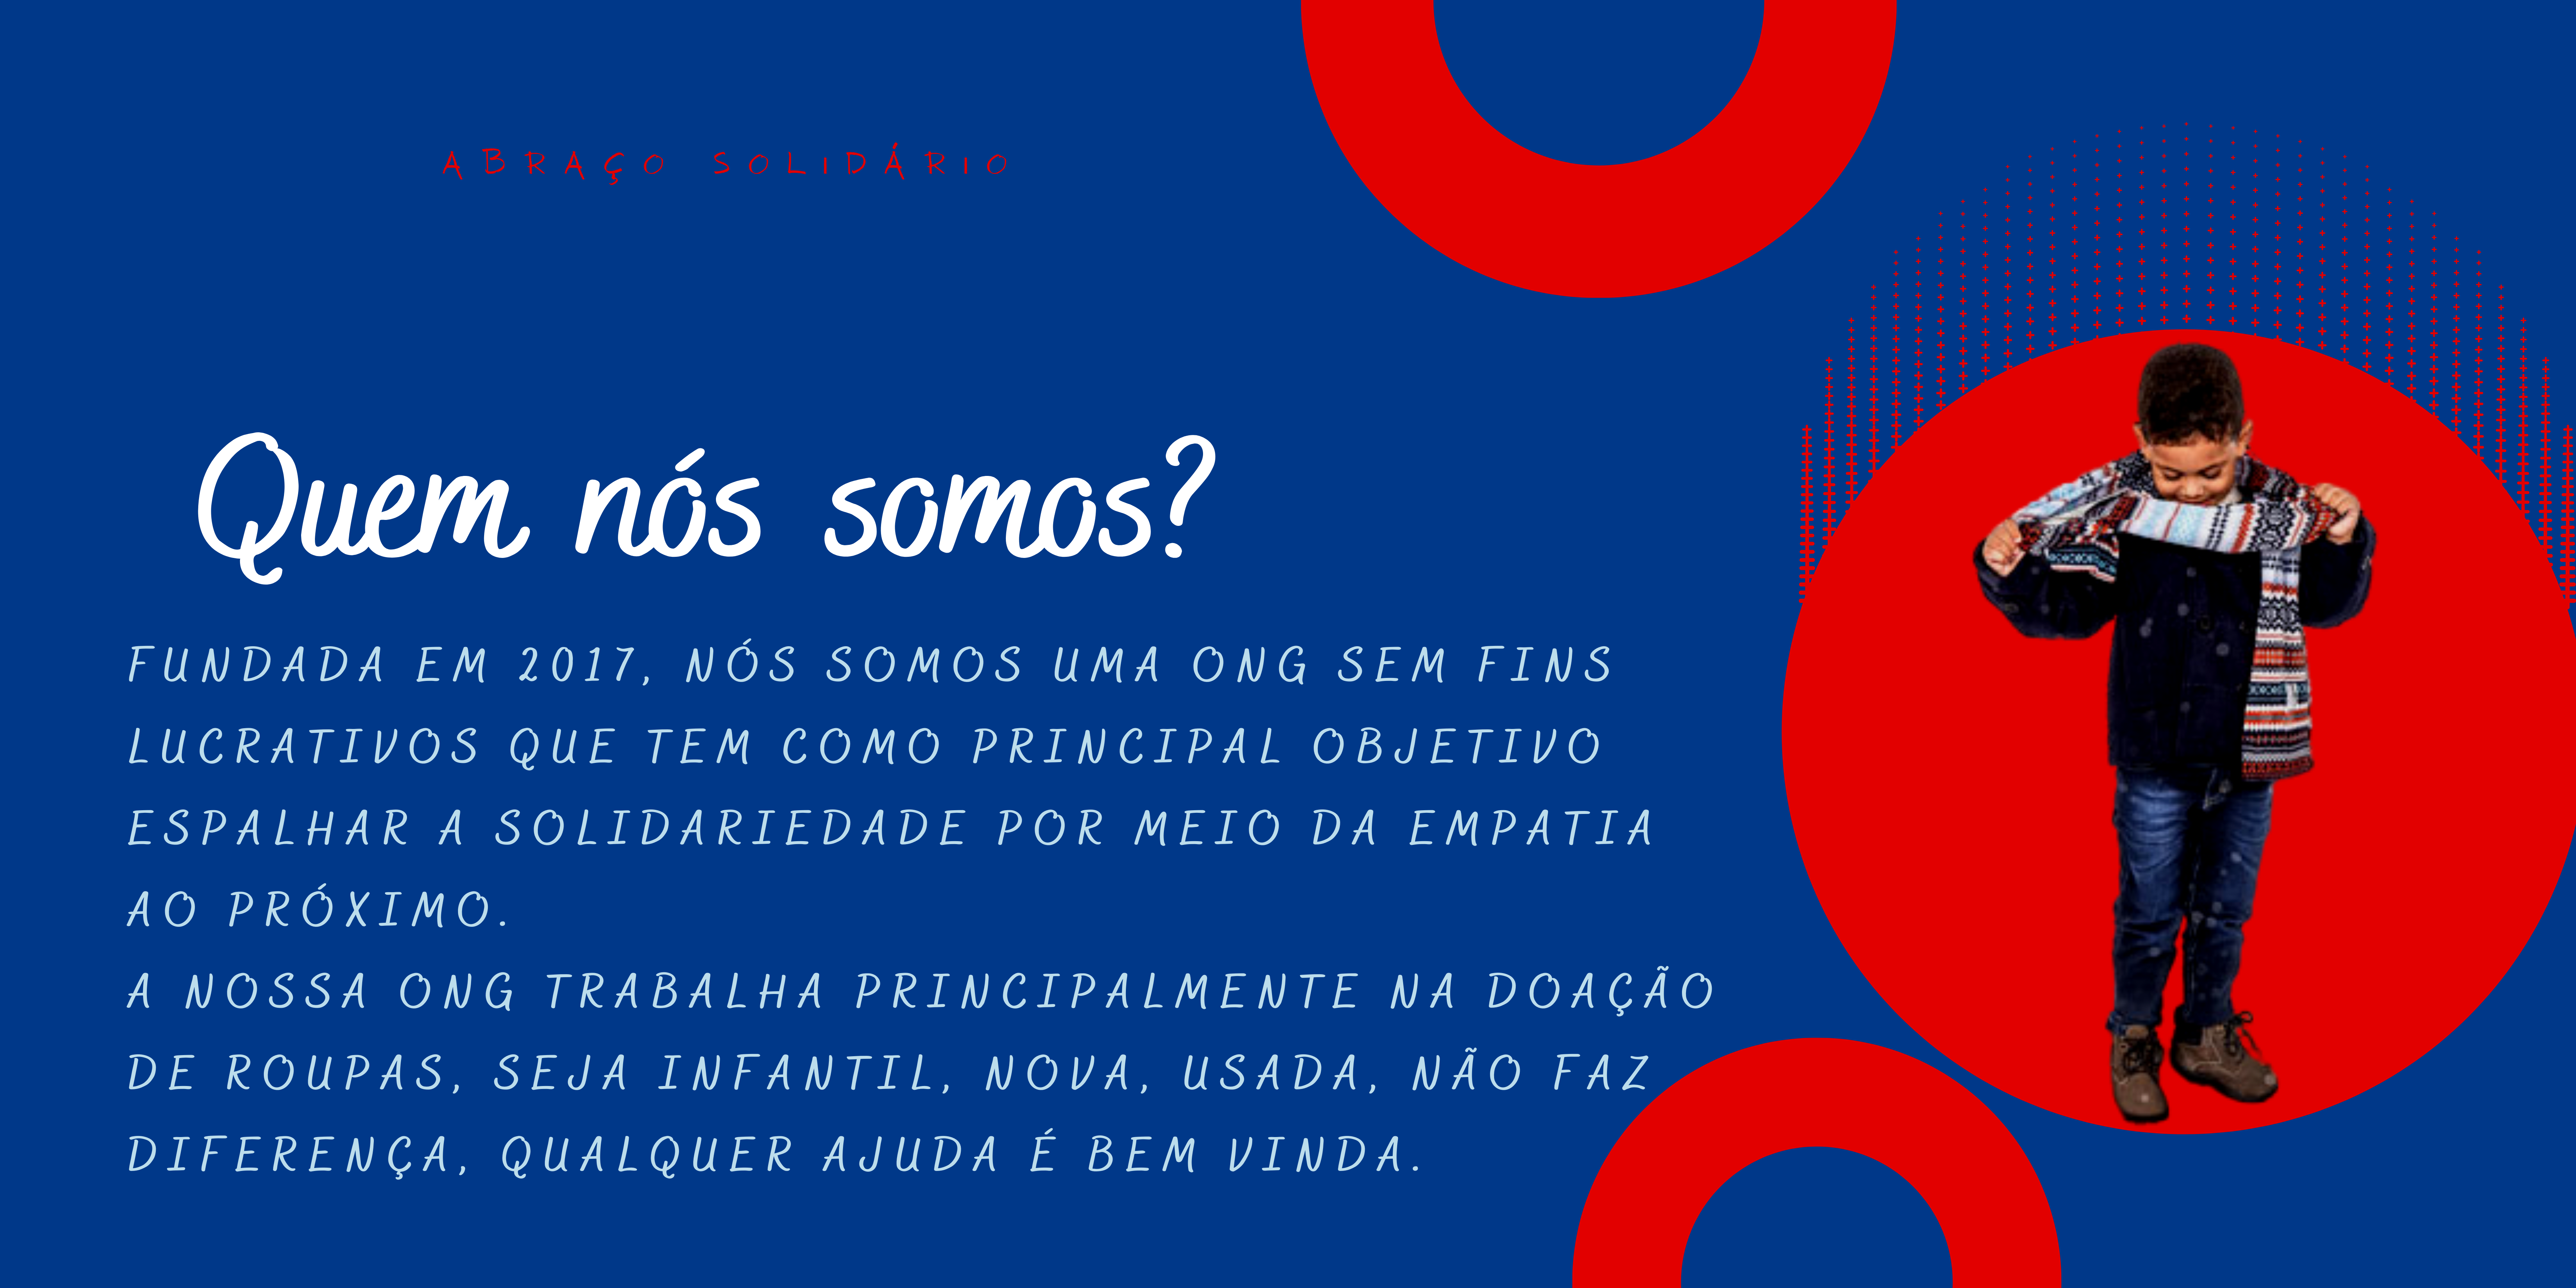 ABRAÇO SOLIDÁRIO
Quem nós somos?
FUNDADA EM 2017, NÓS SOMOS UMA ONG SEM FINS
LUCRATIVOS QUE TEM COMO PRINCIPAL OBJETIVO
ESPALHAR A SOLIDARIEDADE POR MEIO DA EMPATIA
AO PRÓXIMO.
A NOSSA ONG TRABALHA PRINCIPALMENTE NA DOAÇÃO
DE ROUPAS, SEJA INFANTIL, NOVA, USADA, NÃO FAZ
DIFERENÇA, QUALQUER AJUDA É BEM VINDA.